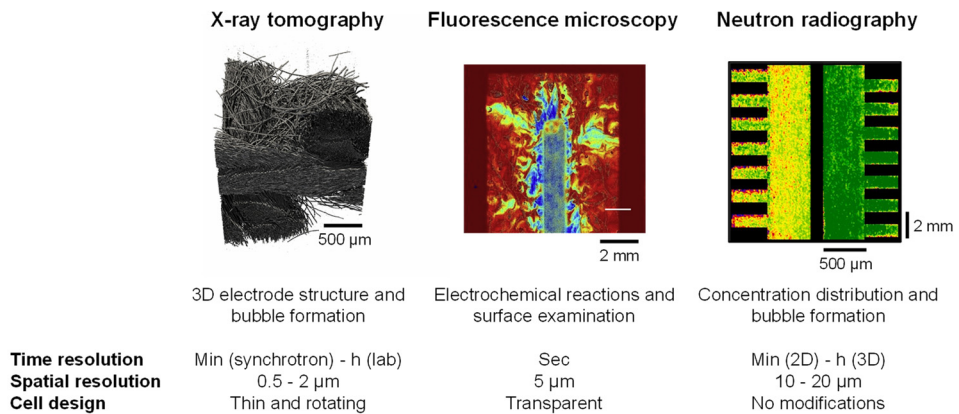 X-ray tomography Fluorescence microscopy Neutron radiography
500 µm
2 mm
2 mm
500 µm
3D electrode structure and bubble formation
Electrochemical reactions and surface examination
Concentration distribution and bubble formation
Time resolution Min (synchrotron) - h (lab) Sec Min (2D) - h (3D)
Spatial resolution 0.5 - 2 µm 5 µm 10 - 20 µm
Cell design Thin and rotating Transparent No modifications